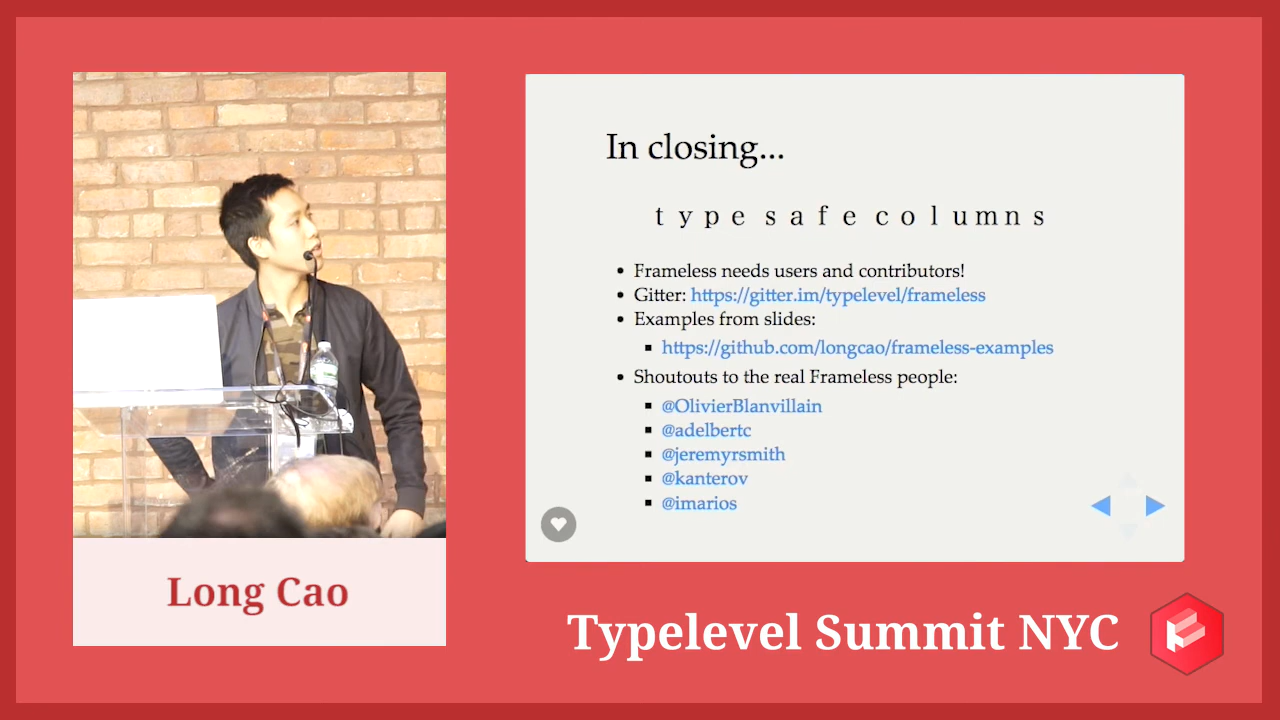 In closing...
t y p e s a f e c o l u m n s
Frameless needs users and contributors!
Gitter: https://gitter.im/typelevel/frameless
Examples from slides:
https://github.com/longcao/frameless-examples
Shoutouts to the real Frameless people:
@OlivierBlanvillain
@adelbertc
@jeremyrsmith
@kanterov
@imarios
Long Cao
Typelevel Summit NYC